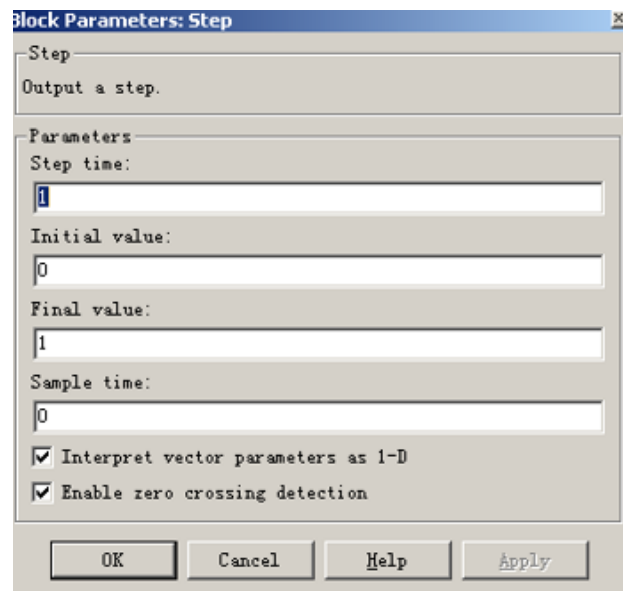 Block Parameters: Step
Step
Output a step.
Parameters
Step time:
1
Initial value:
0
Final value:
1
Sample time:
0
Interpret vector parameters as 1-D
Enable zero crossing detection
OK Cancel Help Apply